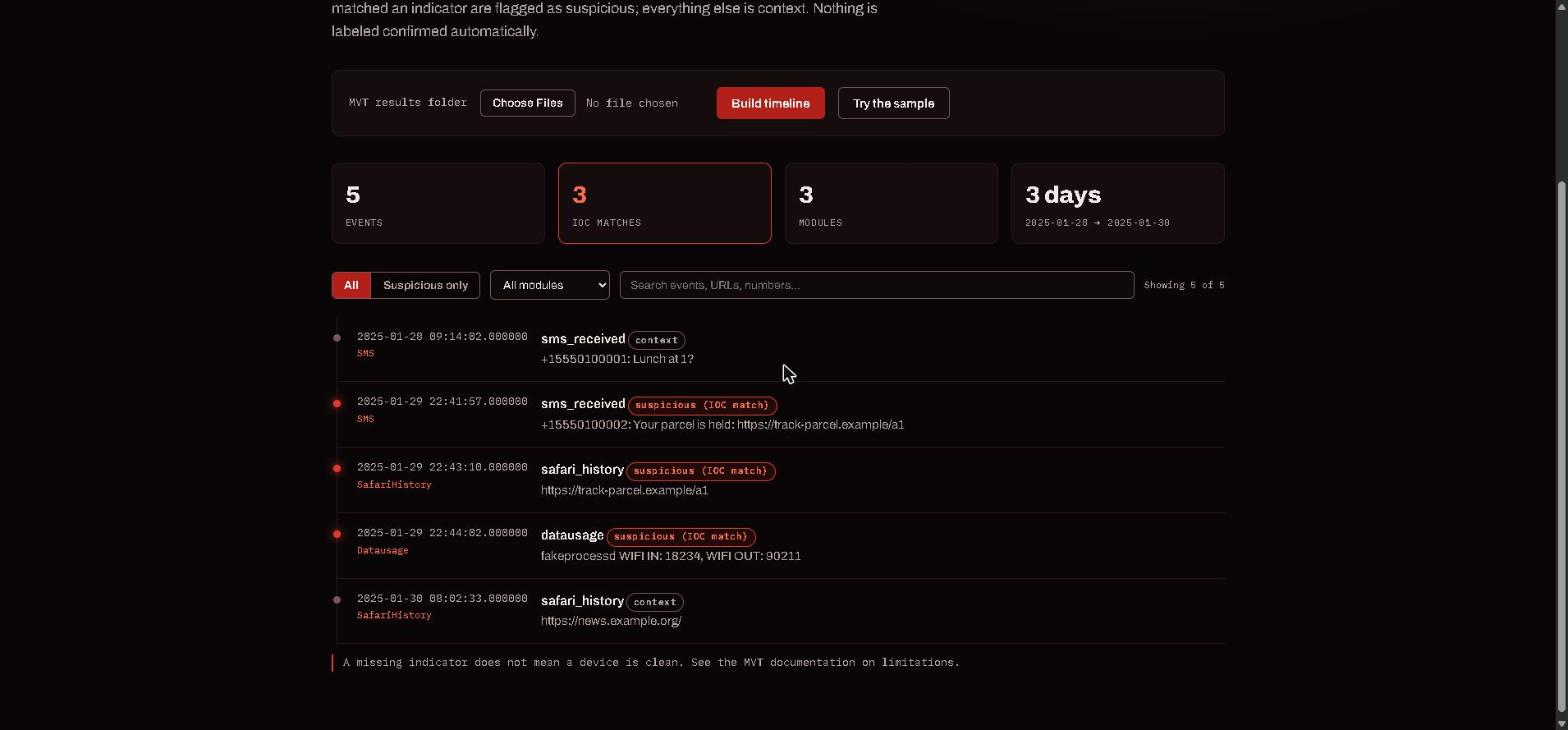 matched an indicator are flagged as suspicious; everything else is context. Nothing is
labeled confirmed automatically.
MVT results folder Choose Files No file chosen Build timeline Try the sample
5
EVENTS
3
IOC MATCHES
3
MODULES
3 days
2025-01-28 → 2025-01-30
All Suspicious only All modules Search events, URLs, numbers... Showing 5 of 5
2025-01-28 09:14:02.000000
SMS
sms_received context
+15550100001: Lunch at 1?
2025-01-29 22:41:57.000000
SMS
sms_received suspicious (IOC match)
+15550100002: Your parcel is held: https://track-parcel.example/a1
2025-01-29 22:43:10.000000
SafariHistory
safari_history suspicious (IOC match)
https://track-parcel.example/a1
2025-01-29 22:44:02.000000
Datausage
datausage suspicious (IOC match)
fakeprocessd WIFI IN: 18234, WIFI OUT: 90211
2025-01-30 08:02:33.000000
SafariHistory
safari_history context
https://news.example.org/
A missing indicator does not mean a device is clean. See the MVT documentation on limitations.